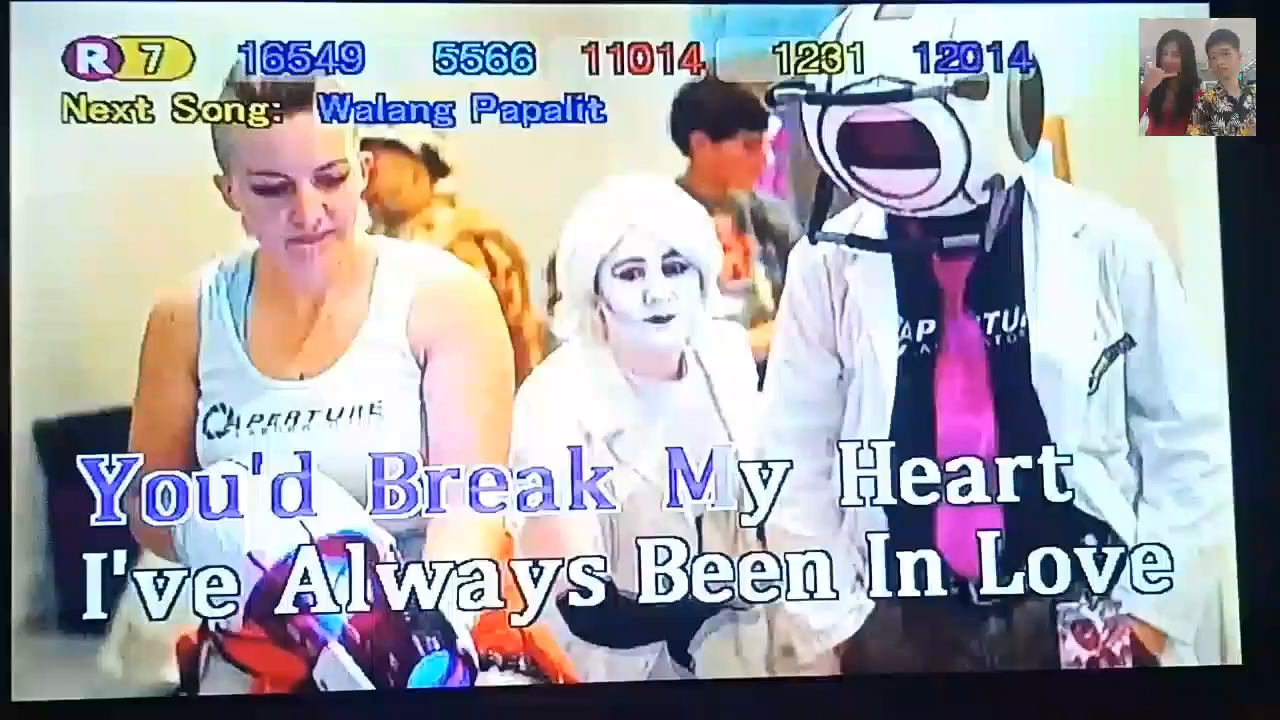 R 7 16549 5566 11014 1231 12014
Next Song: Walang Papalit
APERTURE
You'd Break My Heart
I've Always Been In Love